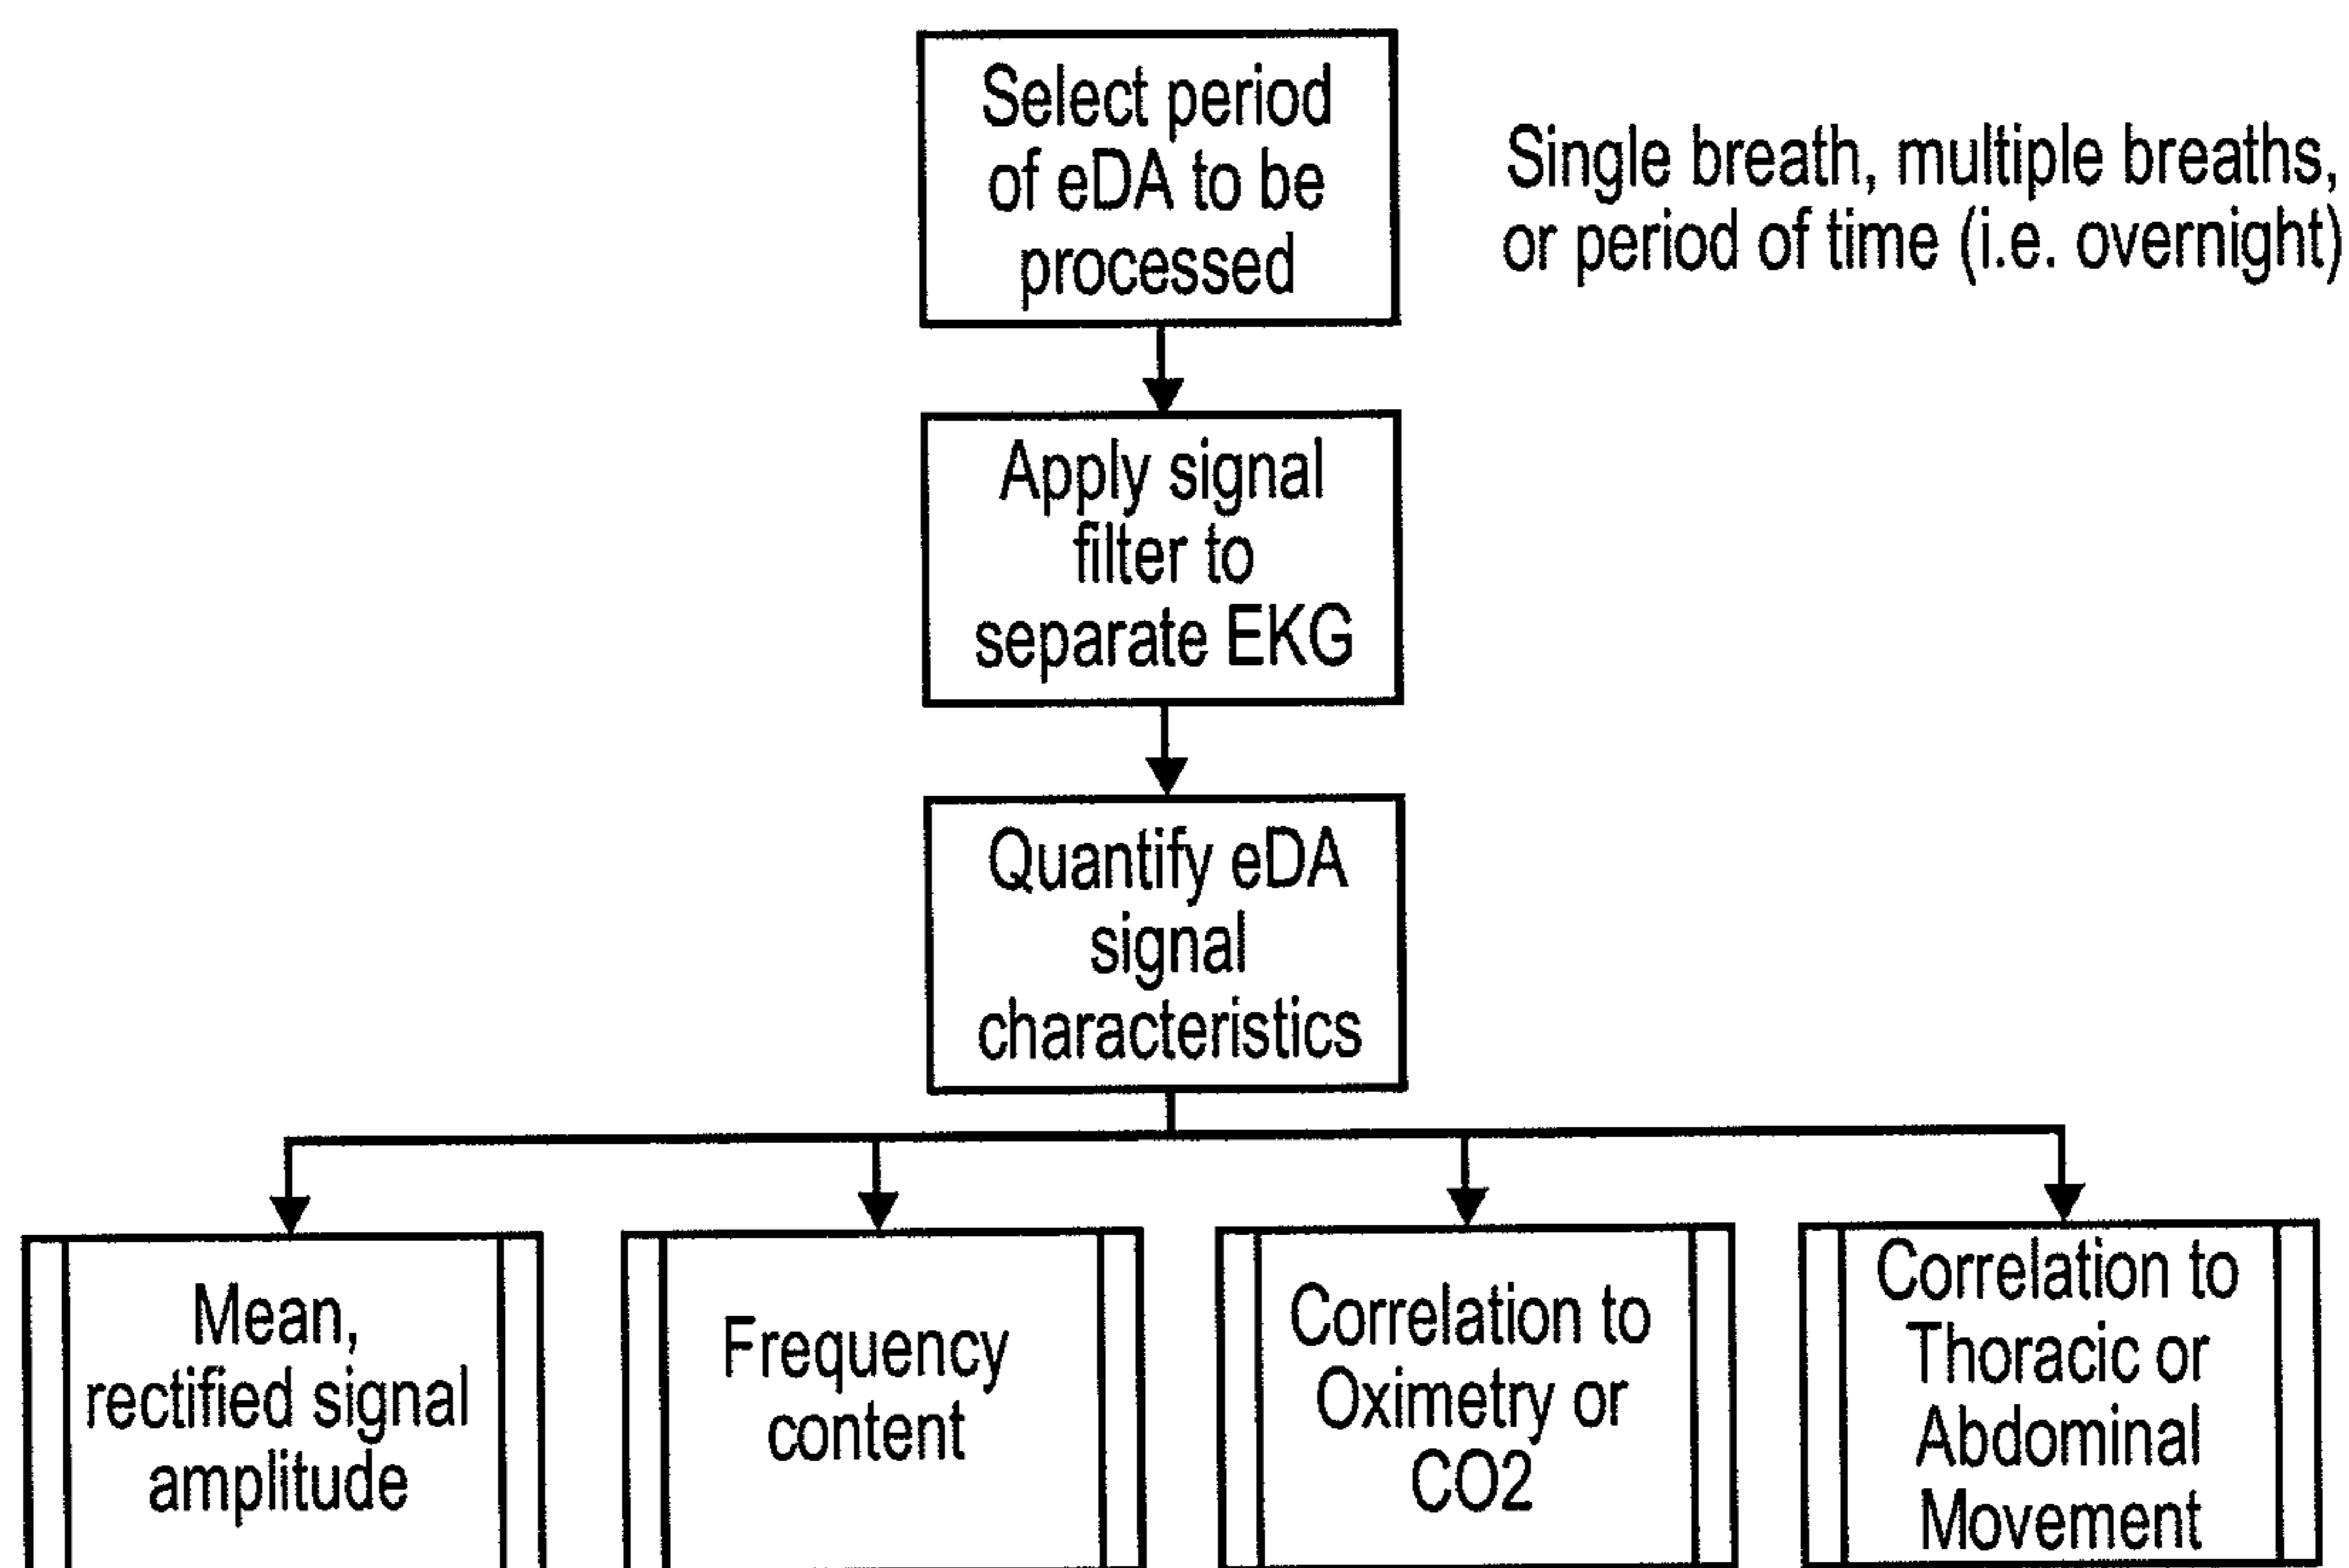 Select period
of eDA to be
processed
Single breath, multiple breaths,
or period of time (i.e. overnight)
Apply signal
filter to
separate EKG
Quantify eDA
signal
characteristics
Mean,
rectified signal
amplitude
Frequency
content
Correlation to
Oximetry or
CO2
Correlation to
Thoracic or
Abdominal
Movement